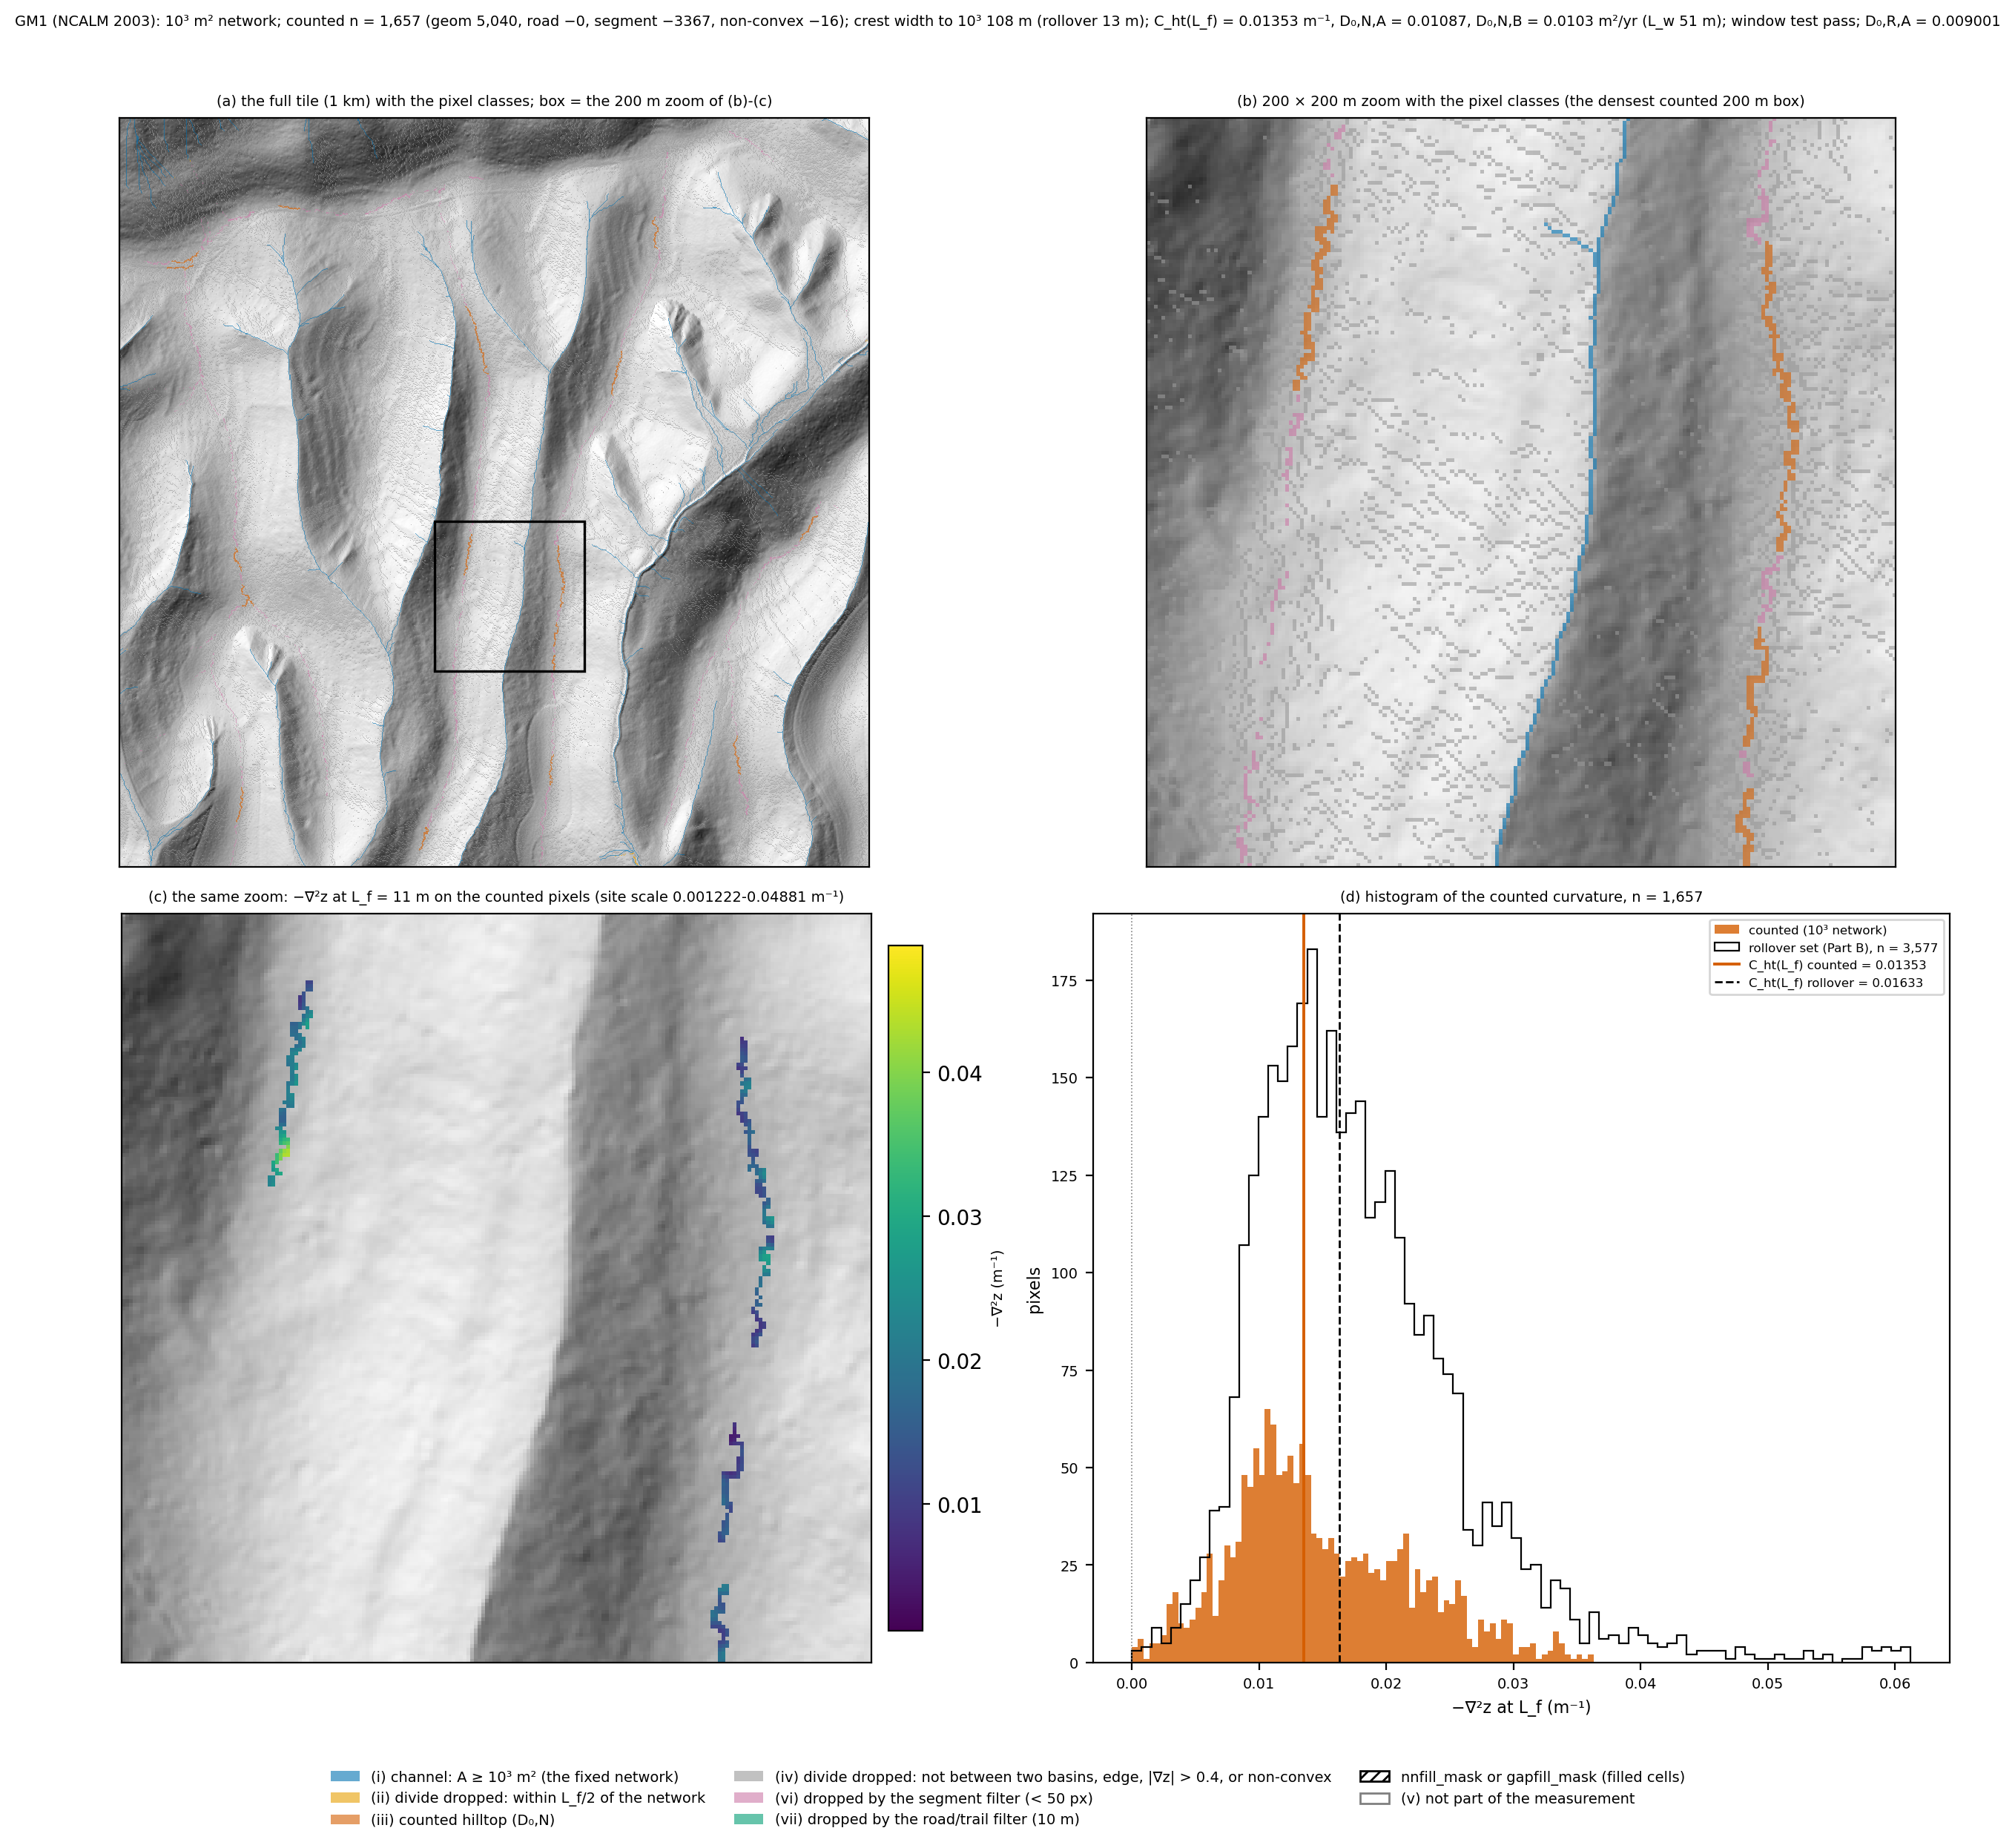 GM1 (NCALM 2003): 10³ m² network; counted n = 1,657 (geom 5,040, road −0, segment −3367, non-convex −16); crest width to 10³ 108 m (rollover 13 m); C_ht(L_f) = 0.01353 m⁻¹, D₀,N,A = 0.01087, D₀,N,B = 0.0103 m²/yr (L_w 51 m); window test pass; D₀,R,A = 0.009001
(a) the full tile (1 km) with the pixel classes; box = the 200 m zoom of (b)-(c)
(b) 200 × 200 m zoom with the pixel classes (the densest counted 200 m box)
(c) the same zoom: −∇²z at L_f = 11 m on the counted pixels (site scale 0.001222-0.04881 m⁻¹)
0.04
0.03
0.02
0.01
−∇²z (m⁻¹)
(d) histogram of the counted curvature, n = 1,657
counted (10³ network)
rollover set (Part B), n = 3,577
C_ht(L_f) counted = 0.01353
C_ht(L_f) rollover = 0.01633
175
150
125
100
75
50
25
0
pixels
0.00 0.01 0.02 0.03 0.04 0.05 0.06
−∇²z at L_f (m⁻¹)
(i) channel: A ≥ 10³ m² (the fixed network)
(ii) divide dropped: within L_f/2 of the network
(iii) counted hilltop (D₀,N)
(iv) divide dropped: not between two basins, edge, |∇z| > 0.4, or non-convex
(vi) dropped by the segment filter (< 50 px)
(vii) dropped by the road/trail filter (10 m)
nnfill_mask or gapfill_mask (filled cells)
(v) not part of the measurement